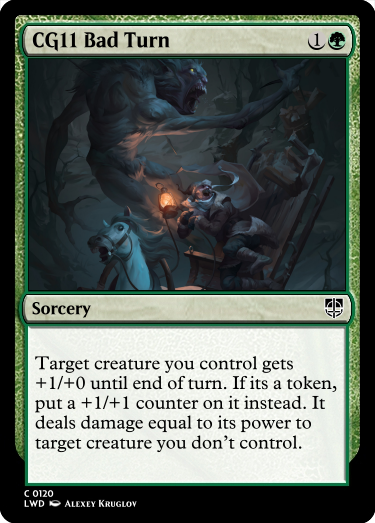 CG11 Bad Turn 1
Sorcery
Target creature you control gets
+1/+0 until end of turn. If its a token,
put a +1/+1 counter on it instead. It
deals damage equal to its power to
target creature you don't control.
C 0120
LWD Alexey Kruglov